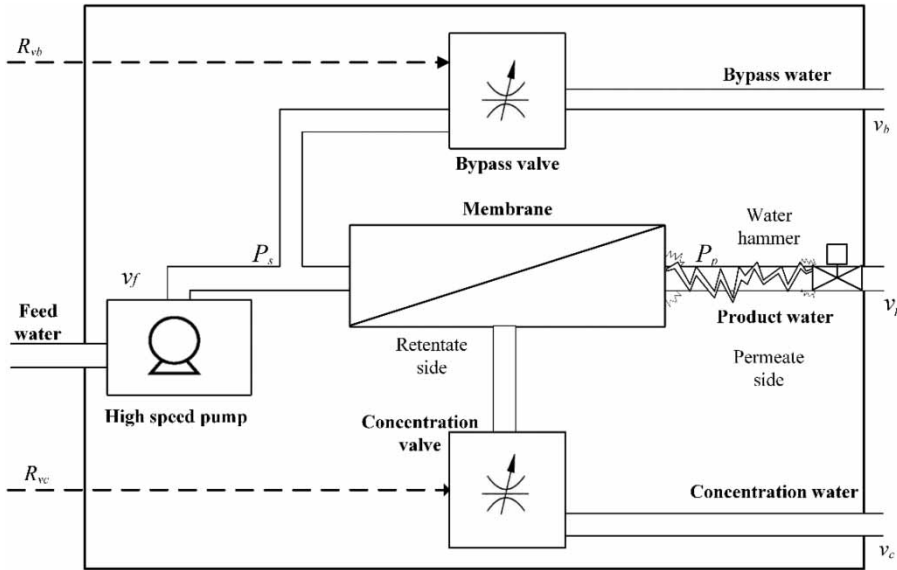 R_vb
Bypass water
v_b
Bypass valve
Membrane
Water
hammer
P_s
P_p
v_f
Feed
water
Product water
Retentate
side
Permeate
side
High speed pump
Concentration
valve
R_vc
Concentration water
v_c